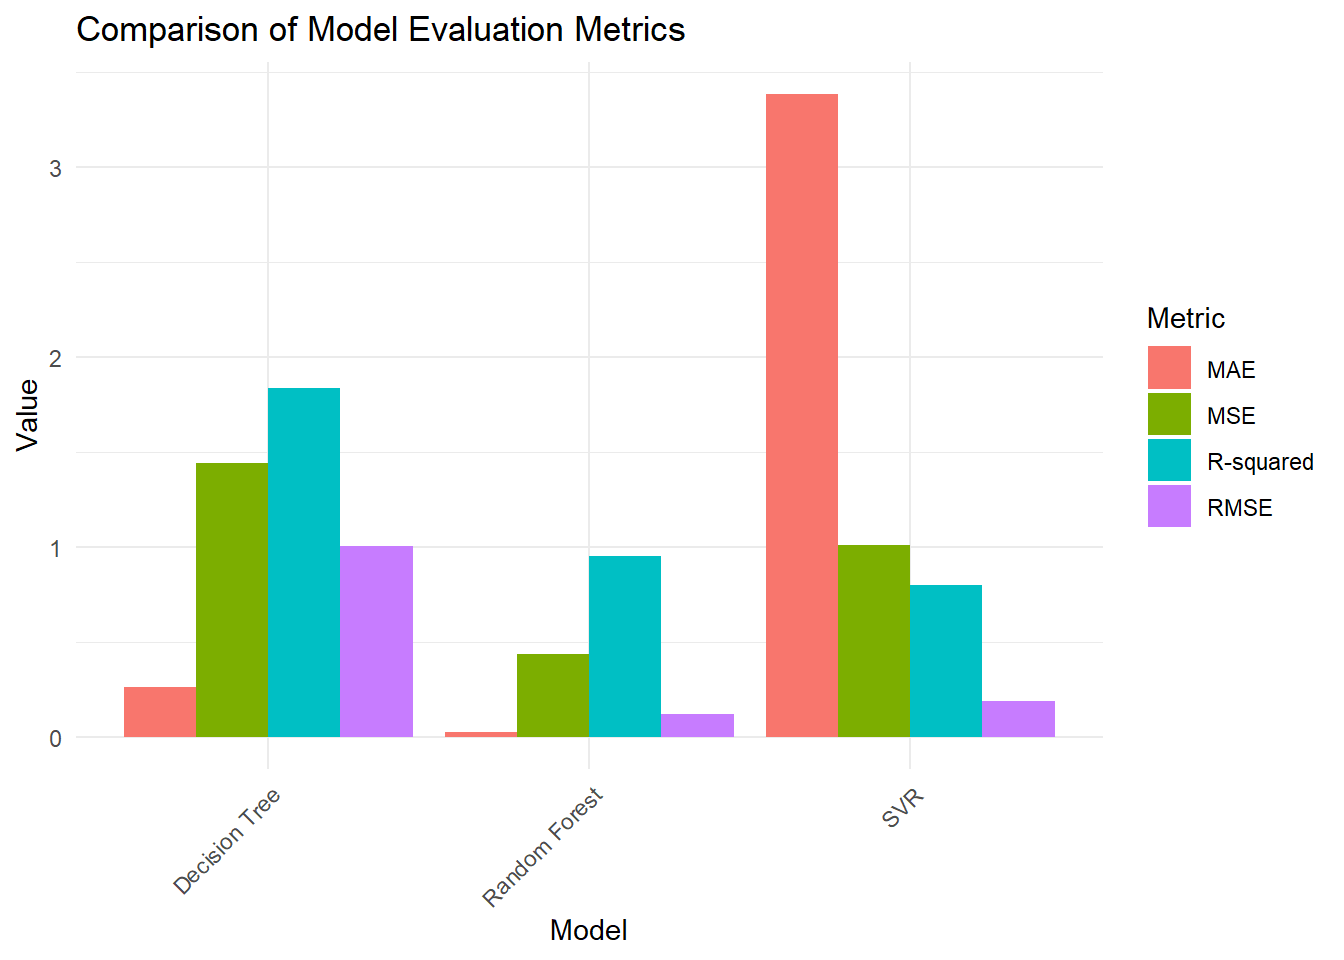 Comparison of Model Evaluation Metrics
Value
3
2
1
0
Decision Tree
Random Forest
SVR
Model
Metric
MAE
MSE
R-squared
RMSE